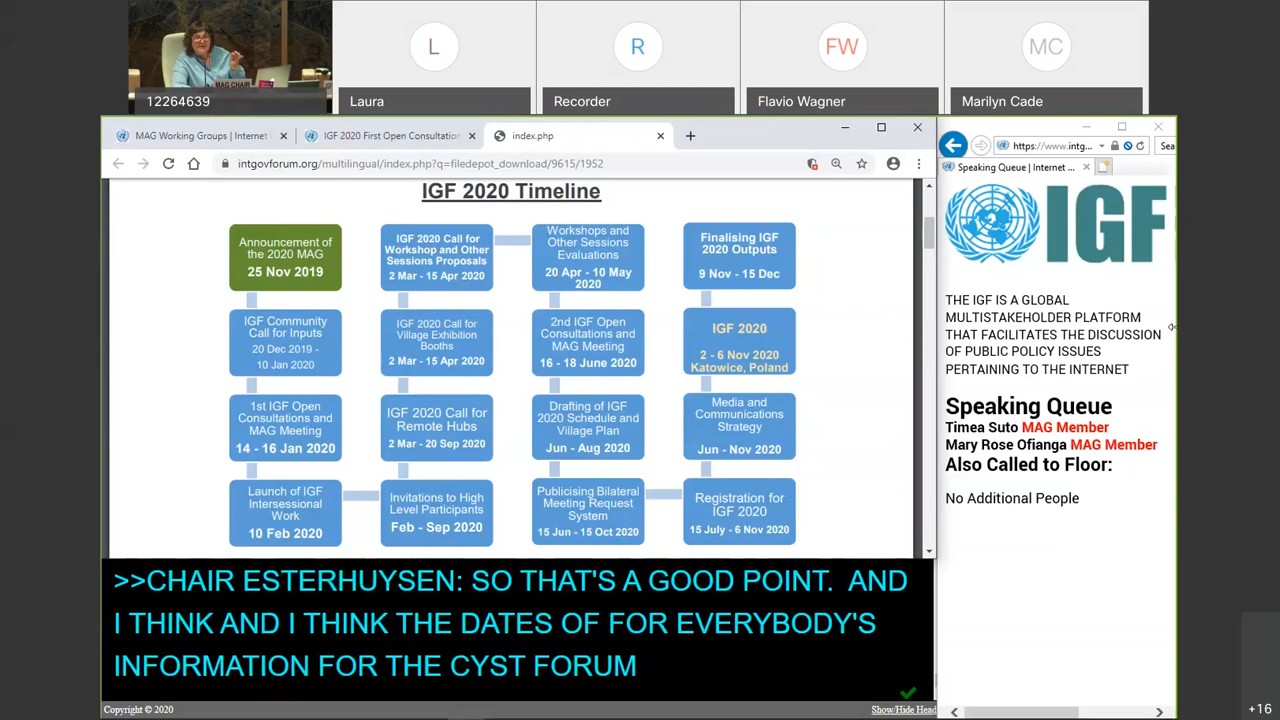 MAG CHAIR
12264639
L
Laura
R
Recorder
FW
Flavio Wagner
MC
Marilyn Cade
MAG Working Groups | Internet
IGF 2020 First Open Consultation
index.php
intgovforum.org/multilingual/index.php?q=filedepot_download/9615/1952
IGF 2020 Timeline
Announcement of
the 2020 MAG
25 Nov 2019
IGF Community
Call for Inputs
20 Dec 2019 -
10 Jan 2020
1st IGF Open
Consultations and
MAG Meeting
14 - 16 Jan 2020
Launch of IGF
Intersessional
Work
10 Feb 2020
IGF 2020 Call for
Workshop and Other
Sessions Proposals
2 Mar - 15 Apr 2020
IGF 2020 Call for
Village Exhibition
Booths
2 Mar - 15 Apr 2020
IGF 2020 Call for
Remote Hubs
2 Mar - 20 Sep 2020
Invitations to High
Level Participants
Feb - Sep 2020
Workshops and
Other Sessions
Evaluations
20 Apr - 10 May
2020
2nd IGF Open
Consultations and
MAG Meeting
16 - 18 June 2020
Drafting of IGF
2020 Schedule and
Village Plan
Jun - Aug 2020
Publicising Bilateral
Meeting Request
System
15 Jun - 15 Oct 2020
Finalising IGF
2020 Outputs
9 Nov - 15 Dec
IGF 2020
2 - 6 Nov 2020
Katowice, Poland
Media and
Communications
Strategy
Jun - Nov 2020
Registration for
IGF 2020
15 July - 6 Nov 2020
https://www.intg...
Sea
Speaking Queue | Internet ...
IGF
THE IGF IS A GLOBAL
MULTISTAKEHOLDER PLATFORM
THAT FACILITATES THE DISCUSSION
OF PUBLIC POLICY ISSUES
PERTAINING TO THE INTERNET
Speaking Queue
Timea Suto MAG Member
Mary Rose Ofianga MAG Member
Also Called to Floor:
No Additional People
>>CHAIR ESTERHUYSEN: SO THAT'S A GOOD POINT. AND
I THINK AND I THINK THE DATES OF FOR EVERYBODY'S
INFORMATION FOR THE CYST FORUM
Copyright © 2020
Show/Hide Head
+16